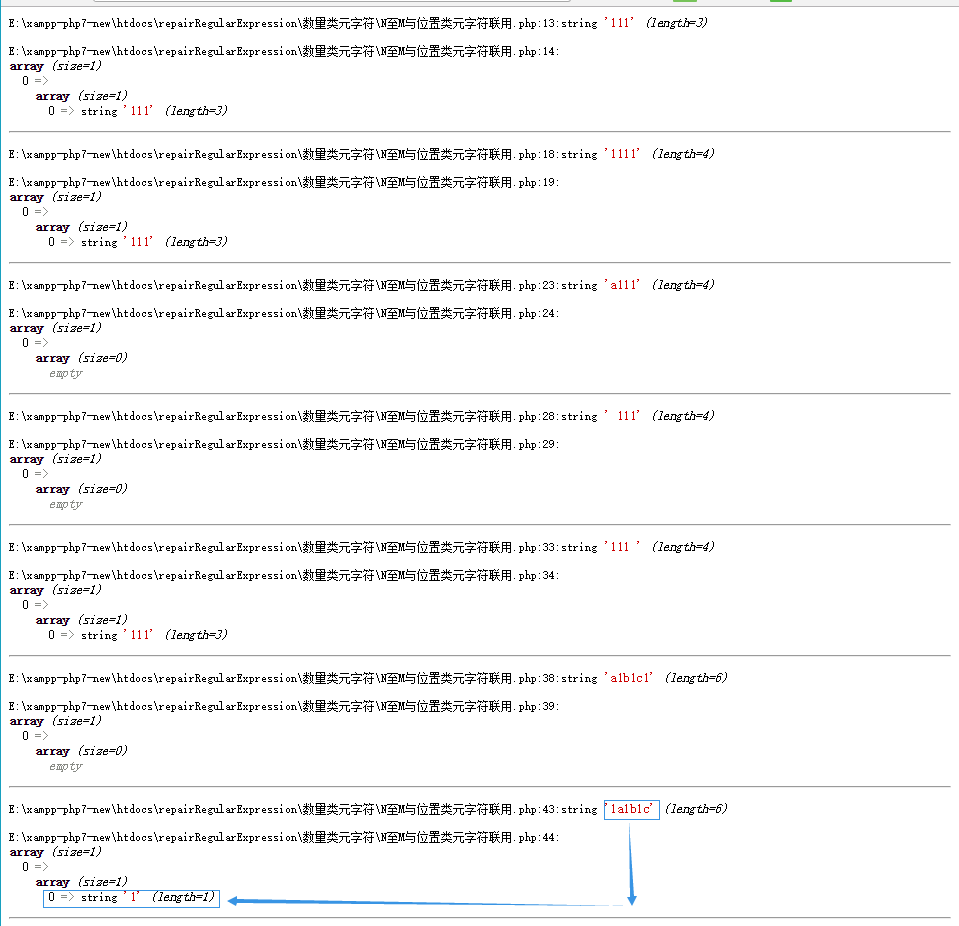 E:\xampp-php7-new\htdocs\repairRegularExpression\数量类元字符\N至M与位置类元字符联用.php:13:string '111' (length=3)
E:\xampp-php7-new\htdocs\repairRegularExpression\数量类元字符\N至M与位置类元字符联用.php:14:
array (size=1)
0 =>
array (size=1)
0 => string '111' (length=3)
E:\xampp-php7-new\htdocs\repairRegularExpression\数量类元字符\N至M与位置类元字符联用.php:18:string '1111' (length=4)
E:\xampp-php7-new\htdocs\repairRegularExpression\数量类元字符\N至M与位置类元字符联用.php:19:
array (size=1)
0 =>
array (size=1)
0 => string '111' (length=3)
E:\xampp-php7-new\htdocs\repairRegularExpression\数量类元字符\N至M与位置类元字符联用.php:23:string 'a111' (length=4)
E:\xampp-php7-new\htdocs\repairRegularExpression\数量类元字符\N至M与位置类元字符联用.php:24:
array (size=1)
0 =>
array (size=0)
empty
E:\xampp-php7-new\htdocs\repairRegularExpression\数量类元字符\N至M与位置类元字符联用.php:28:string ' 111' (length=4)
E:\xampp-php7-new\htdocs\repairRegularExpression\数量类元字符\N至M与位置类元字符联用.php:29:
array (size=1)
0 =>
array (size=0)
empty
E:\xampp-php7-new\htdocs\repairRegularExpression\数量类元字符\N至M与位置类元字符联用.php:33:string '111 ' (length=4)
E:\xampp-php7-new\htdocs\repairRegularExpression\数量类元字符\N至M与位置类元字符联用.php:34:
array (size=1)
0 =>
array (size=1)
0 => string '111' (length=3)
E:\xampp-php7-new\htdocs\repairRegularExpression\数量类元字符\N至M与位置类元字符联用.php:38:string 'a1b1c1' (length=6)
E:\xampp-php7-new\htdocs\repairRegularExpression\数量类元字符\N至M与位置类元字符联用.php:39:
array (size=1)
0 =>
array (size=0)
empty
E:\xampp-php7-new\htdocs\repairRegularExpression\数量类元字符\N至M与位置类元字符联用.php:43:string '1a1b1c' (length=6)
E:\xampp-php7-new\htdocs\repairRegularExpression\数量类元字符\N至M与位置类元字符联用.php:44:
array (size=1)
0 =>
array (size=1)
0 => string '1' (length=1)